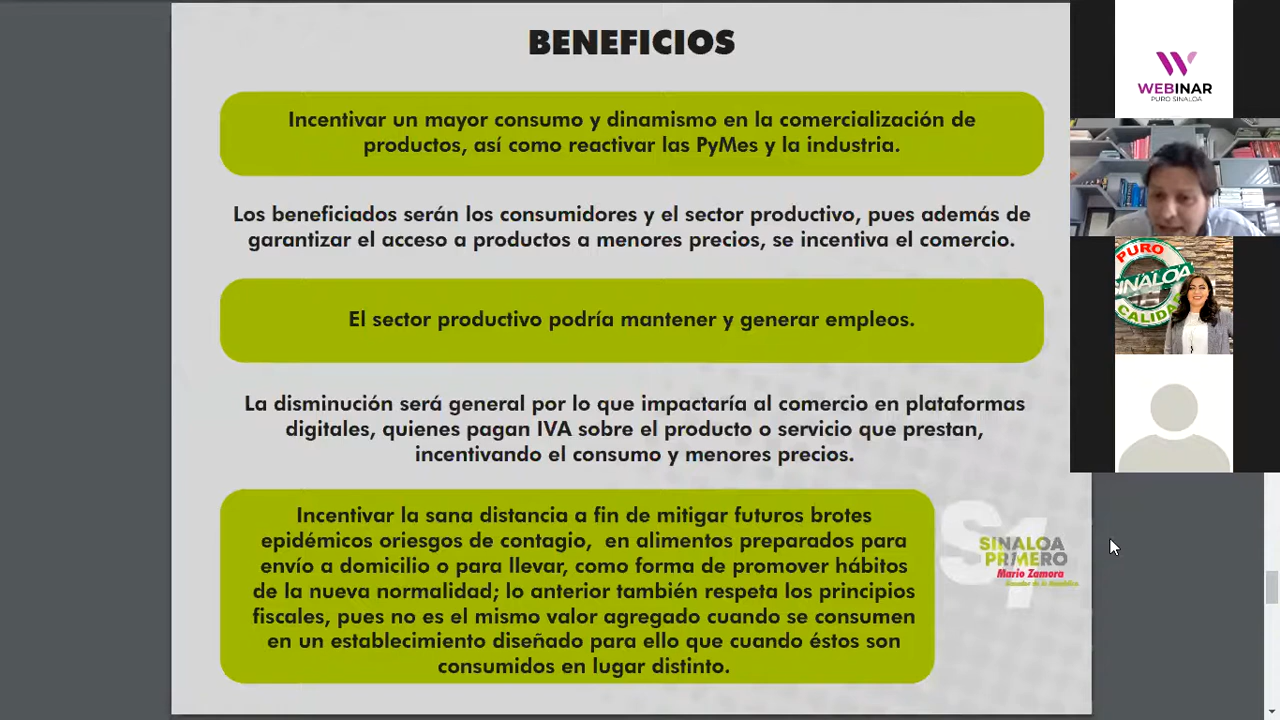 BENEFICIOS
Incentivar un mayor consumo y dinamismo en la comercialización de
productos, así como reactivar las PyMes y la industria.
Los beneficiados serán los consumidores y el sector productivo, pues además de
garantizar el acceso a productos a menores precios, se incentiva el comercio.
El sector productivo podría mantener y generar empleos.
La disminución será general por lo que impactaría al comercio en plataformas
digitales, quienes pagan IVA sobre el producto o servicio que prestan,
incentivando el consumo y menores precios.
Incentivar la sana distancia a fin de mitigar futuros brotes
epidémicos oriesgos de contagio, en alimentos preparados para
envío a domicilio o para llevar, como forma de promover hábitos
de la nueva normalidad; lo anterior también respeta los principios
fiscales, pues no es el mismo valor agregado cuando se consumen
en un establecimiento diseñado para ello que cuando éstos son
consumidos en lugar distinto.
S1
SINALOA
PRIMERO
Mario Zamora
Senador de la República
W
WEBINAR
PURO SINALOA
PURO
SINALOA
CALIDAD